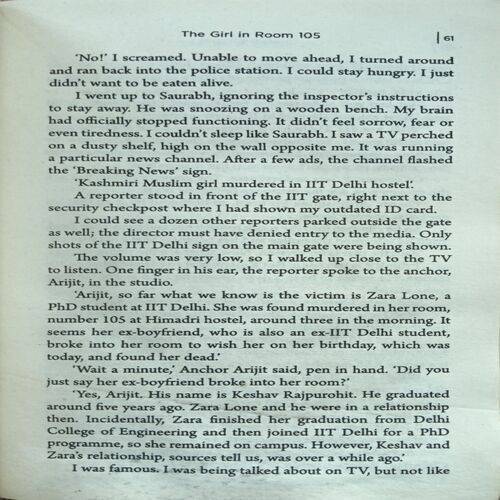 The Girl in Room 105 | 61
'No!' I screamed. Unable to move ahead, I turned around
and ran back into the police station. I could stay hungry. I just
didn't want to be eaten alive.
I went up to Saurabh, ignoring the inspector's instructions
to stay away. He was snoozing on a wooden bench. My brain
had officially stopped functioning. It didn't feel sorrow, fear or
even tiredness. I couldn't sleep like Saurabh. I saw a TV perched
on a dusty shelf, high on the wall opposite me. It was running
a particular news channel. After a few ads, the channel flashed
the 'Breaking News' sign.
'Kashmiri Muslim girl murdered in IIT Delhi hostel'.
A reporter stood in front of the IIT gate, right next to the
security checkpost where I had shown my outdated ID card.
I could see a dozen other reporters parked outside the gate
as well; the director must have denied entry to the media. Only
shots of the IIT Delhi sign on the main gate were being shown.
The volume was very low, so I walked up close to the TV
to listen. One finger in his ear, the reporter spoke to the anchor,
Arijit, in the studio.
'Arijit, so far what we know is the victim is Zara Lone, a
PhD student at IIT Delhi. She was found murdered in her room,
number 105 at Himadri hostel, around three in the morning. It
seems her ex-boyfriend, who is also an ex-IIT Delhi student,
broke into her room to wish her on her birthday, which was
today, and found her dead.'
'Wait a minute,' Anchor Arijit said, pen in hand. 'Did you
just say her ex-boyfriend broke into her room?'
'Yes, Arijit. His name is Keshav Rajpurohit. He graduated
around five years ago. Zara Lone and he were in a relationship
then. Incidentally, Zara finished her graduation from Delhi
College of Engineering and then joined IIT Delhi for a PhD
programme, so she remained on campus. However, Keshav and
Zara's relationship, sources tell us, was over a while ago.'
I was famous. I was being talked about on TV, but not like